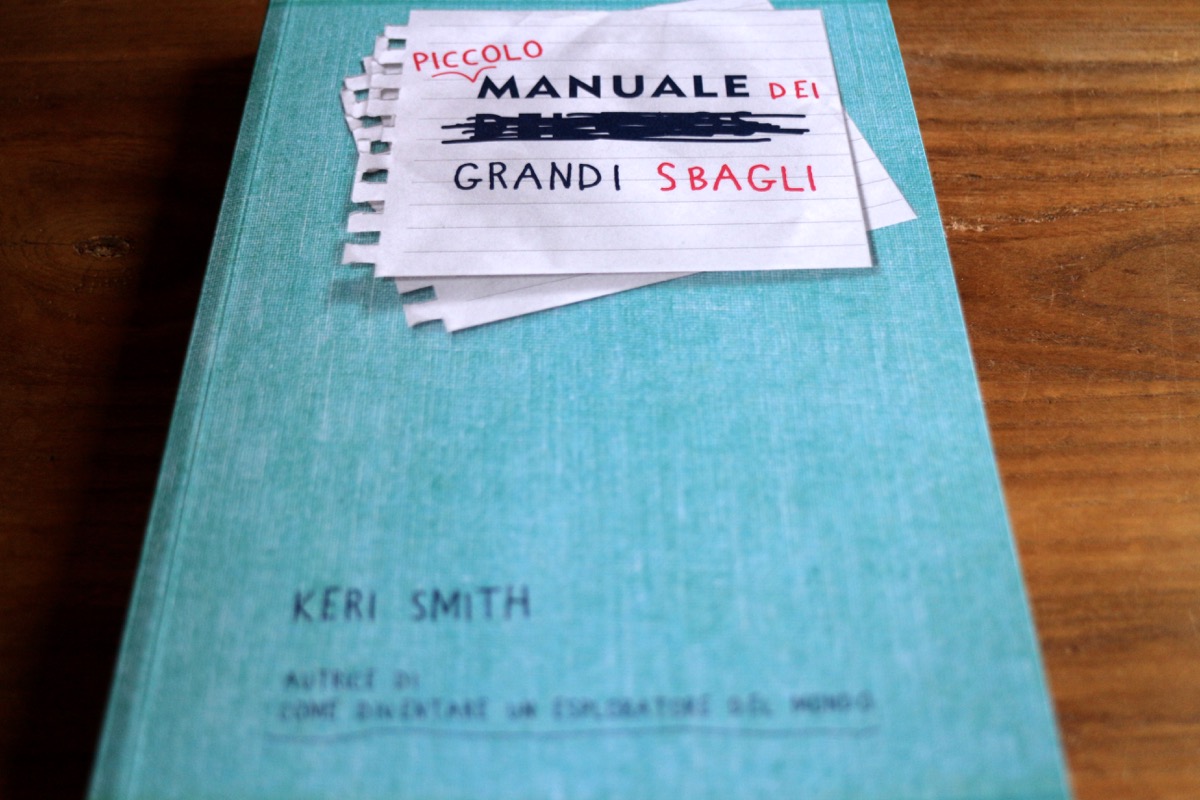 PICCOLO
MANUALE DEI
GRANDI SBAGLI
KERI SMITH
AUTRICE DI
COME DIVENTARE UN ESPLORATORE DEL MONDO